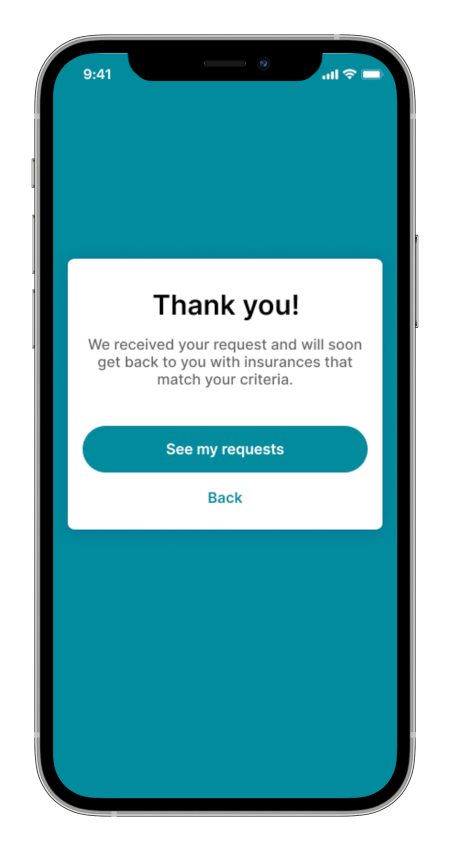 9:41
Thank you!
We received your request and will soon
get back to you with insurances that
match your criteria.
See my requests
Back